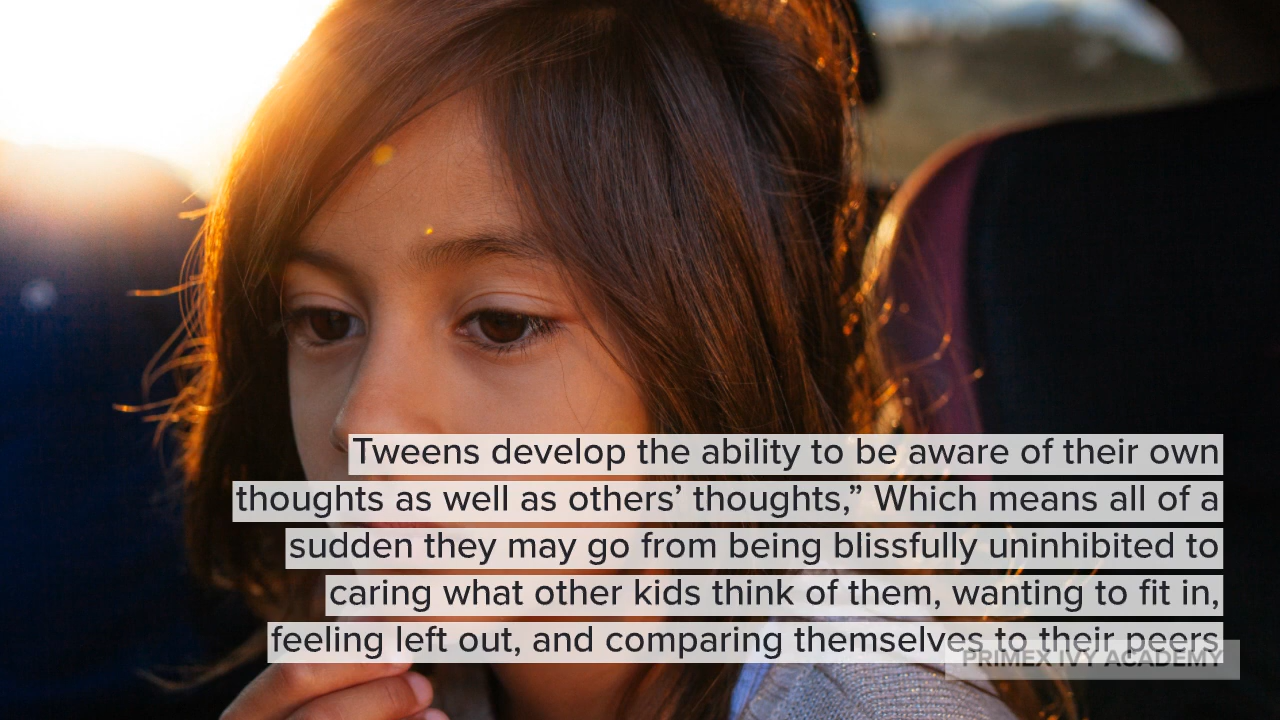 Tweens develop the ability to be aware of their own
thoughts as well as others’ thoughts,” Which means all of a
sudden they may go from being blissfully uninhibited to
caring what other kids think of them, wanting to fit in,
feeling left out, and comparing themselves to their peers
PRIMEX IVY ACADEMY